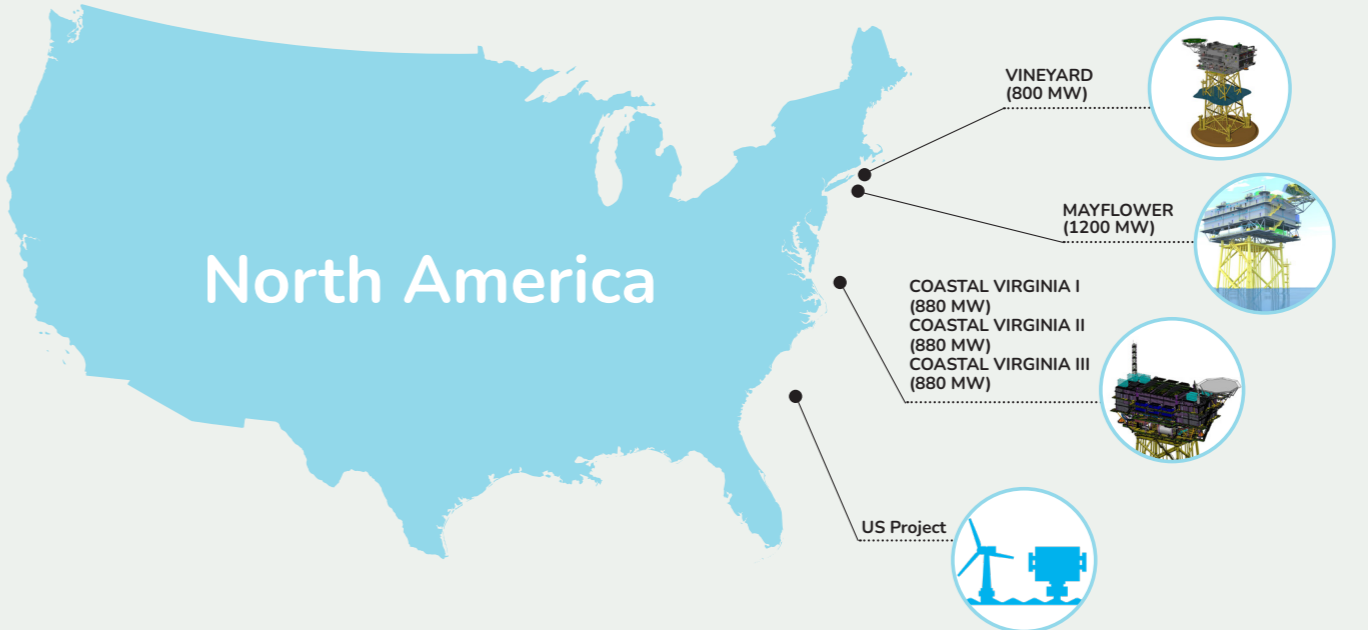 North America
VINEYARD
(800 MW)
MAYFLOWER
(1200 MW)
COASTAL VIRGINIA I
(880 MW)
COASTAL VIRGINIA II
(880 MW)
COASTAL VIRGINIA III
(880 MW)
US Project